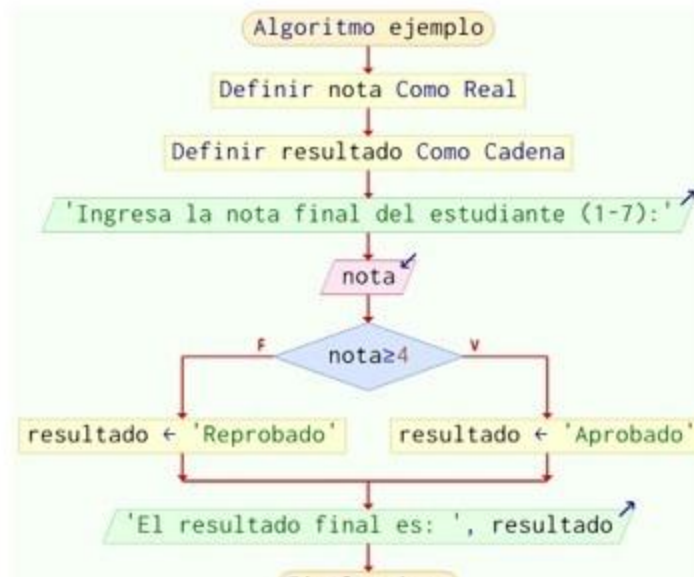 Algoritmo ejemplo
Definir nota Como Real
Definir resultado Como Cadena
'Ingresa la nota final del estudiante (1-7):'
nota
F V
nota≥4
resultado ← 'Reprobado' resultado ← 'Aprobado'
'El resultado final es: ', resultado